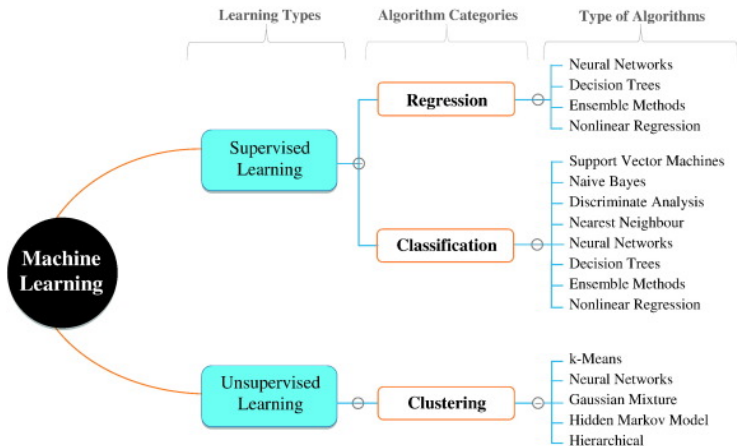 Learning Types
Algorithm Categories
Type of Algorithms
Machine
Learning
Supervised
Learning
Regression
Neural Networks
Decision Trees
Ensemble Methods
Nonlinear Regression
Classification
Support Vector Machines
Naive Bayes
Discriminate Analysis
Nearest Neighbour
Neural Networks
Decision Trees
Ensemble Methods
Nonlinear Regression
Unsupervised
Learning
Clustering
k-Means
Neural Networks
Gaussian Mixture
Hidden Markov Model
Hierarchical